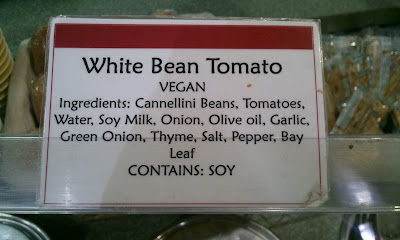 White Bean Tomato
VEGAN
Ingredients: Cannellini Beans, Tomatoes,
Water, Soy Milk, Onion, Olive oil, Garlic,
Green Onion, Thyme, Salt, Pepper, Bay
Leaf
CONTAINS: SOY